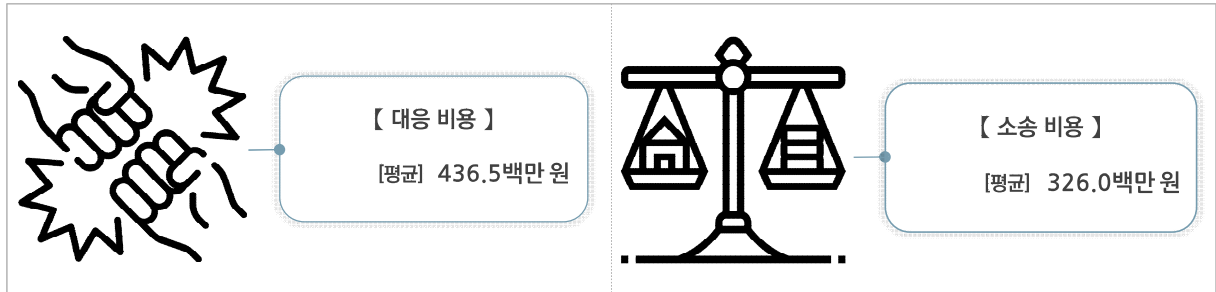 【 대응 비용 】
[평균] 436.5백만 원
【 소송 비용 】
[평균] 326.0백만 원